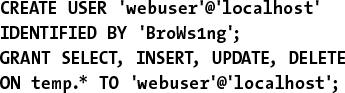 CREATE USER 'webuser'@'localhost'
IDENTIFIED BY 'BroWs1ng';
GRANT SELECT, INSERT, UPDATE, DELETE
ON temp.* TO 'webuser'@'localhost';